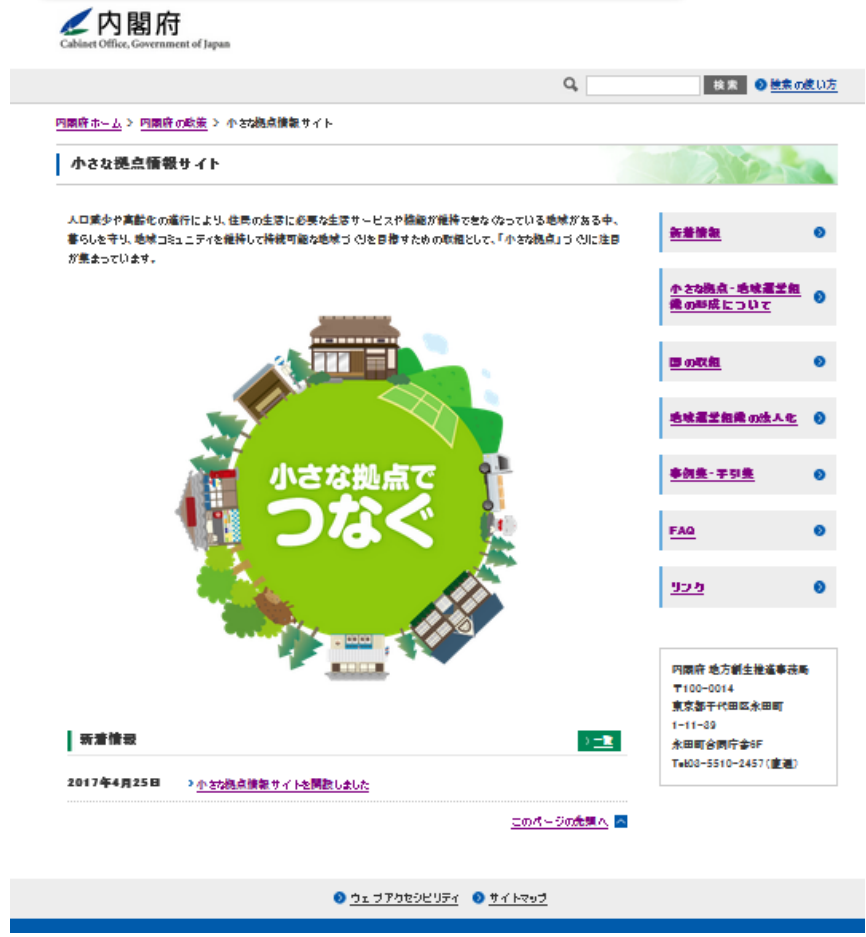 内閣府
Cabinet Office, Government of Japan
検索
検索の使い方
内閣府ホーム > 内閣府の政策 > 小さな拠点情報サイト
小さな拠点情報サイト
人口減少や高齢化の進行により、住民の生活に必要な生活サービスや機能が維持できなくなっている地域がある中、
暮らしを守り、地域コミュニティを維持して持続可能な地域づくりを目指すための取組として、「小さな拠点」づくりに注目
が集まっています。
小さな拠点で
つなぐ
新着情報
小さな拠点・地域運営組
織の形成について
国の取組
地域運営組織の法人化
事例集・手引集
FAQ
リンク
内閣府 地方創生推進事務局
〒100-0014
東京都千代田区永田町
1-11-39
永田町合同庁舎6F
Tel03-5510-2457(直通)
新着情報
一覧
2017年4月25日 小さな拠点情報サイトを開設しました
このページの先頭へ
ウェブアクセシビリティ サイトマップ